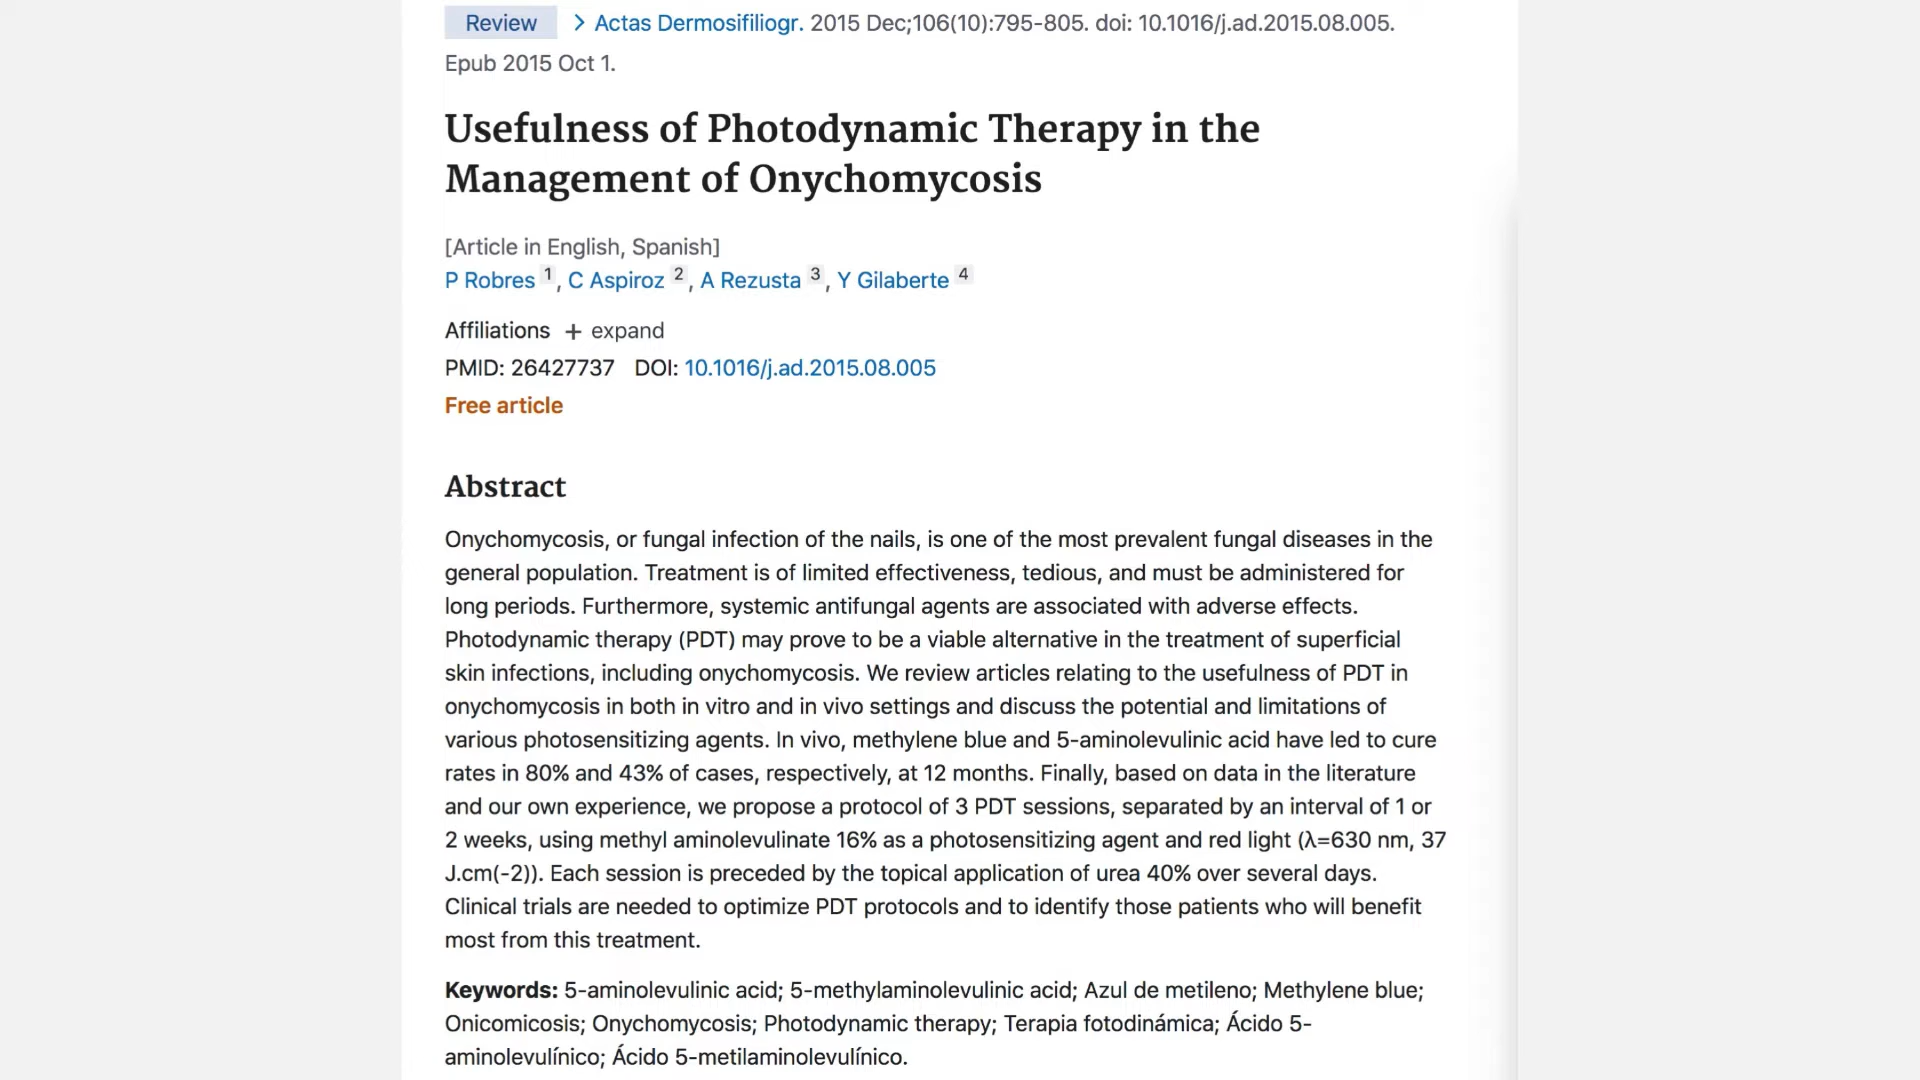 Review > Actas Dermosifiliogr. 2015 Dec;106(10):795-805. doi: 10.1016/j.ad.2015.08.005.
Epub 2015 Oct 1.
Usefulness of Photodynamic Therapy in the
Management of Onychomycosis
[Article in English, Spanish]
P Robres 1, C Aspiroz 2, A Rezusta 3, Y Gilaberte 4
Affiliations + expand
PMID: 26427737 DOI: 10.1016/j.ad.2015.08.005
Free article
Abstract
Onychomycosis, or fungal infection of the nails, is one of the most prevalent fungal diseases in the
general population. Treatment is of limited effectiveness, tedious, and must be administered for
long periods. Furthermore, systemic antifungal agents are associated with adverse effects.
Photodynamic therapy (PDT) may prove to be a viable alternative in the treatment of superficial
skin infections, including onychomycosis. We review articles relating to the usefulness of PDT in
onychomycosis in both in vitro and in vivo settings and discuss the potential and limitations of
various photosensitizing agents. In vivo, methylene blue and 5-aminolevulinic acid have led to cure
rates in 80% and 43% of cases, respectively, at 12 months. Finally, based on data in the literature
and our own experience, we propose a protocol of 3 PDT sessions, separated by an interval of 1 or
2 weeks, using methyl aminolevulinate 16% as a photosensitizing agent and red light (λ=630 nm, 37
J.cm(-2)). Each session is preceded by the topical application of urea 40% over several days.
Clinical trials are needed to optimize PDT protocols and to identify those patients who will benefit
most from this treatment.
Keywords: 5-aminolevulinic acid; 5-methylaminolevulinic acid; Azul de metileno; Methylene blue;
Onicomicosis; Onychomycosis; Photodynamic therapy; Terapia fotodinámica; Ácido 5-
aminolevulínico; Ácido 5-metilaminolevulínico.